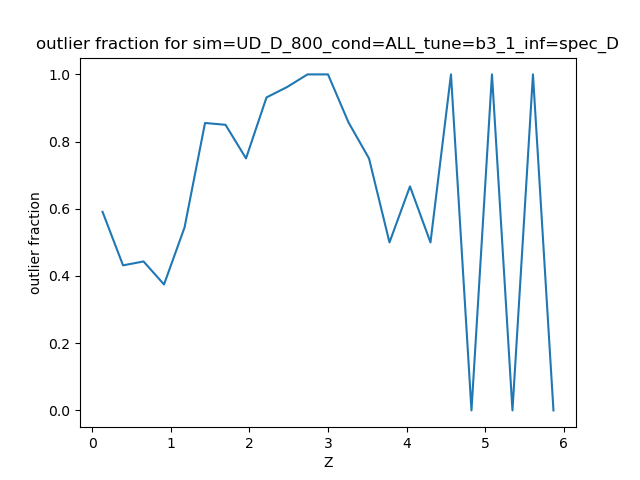 outlier fraction for sim=UD_D_800_cond=ALL_tune=b3_1_inf=spec_D
1.0
0.8
0.6
0.4
0.2
0.0
outlier fraction
0 1 2 3 4 5 6
Z